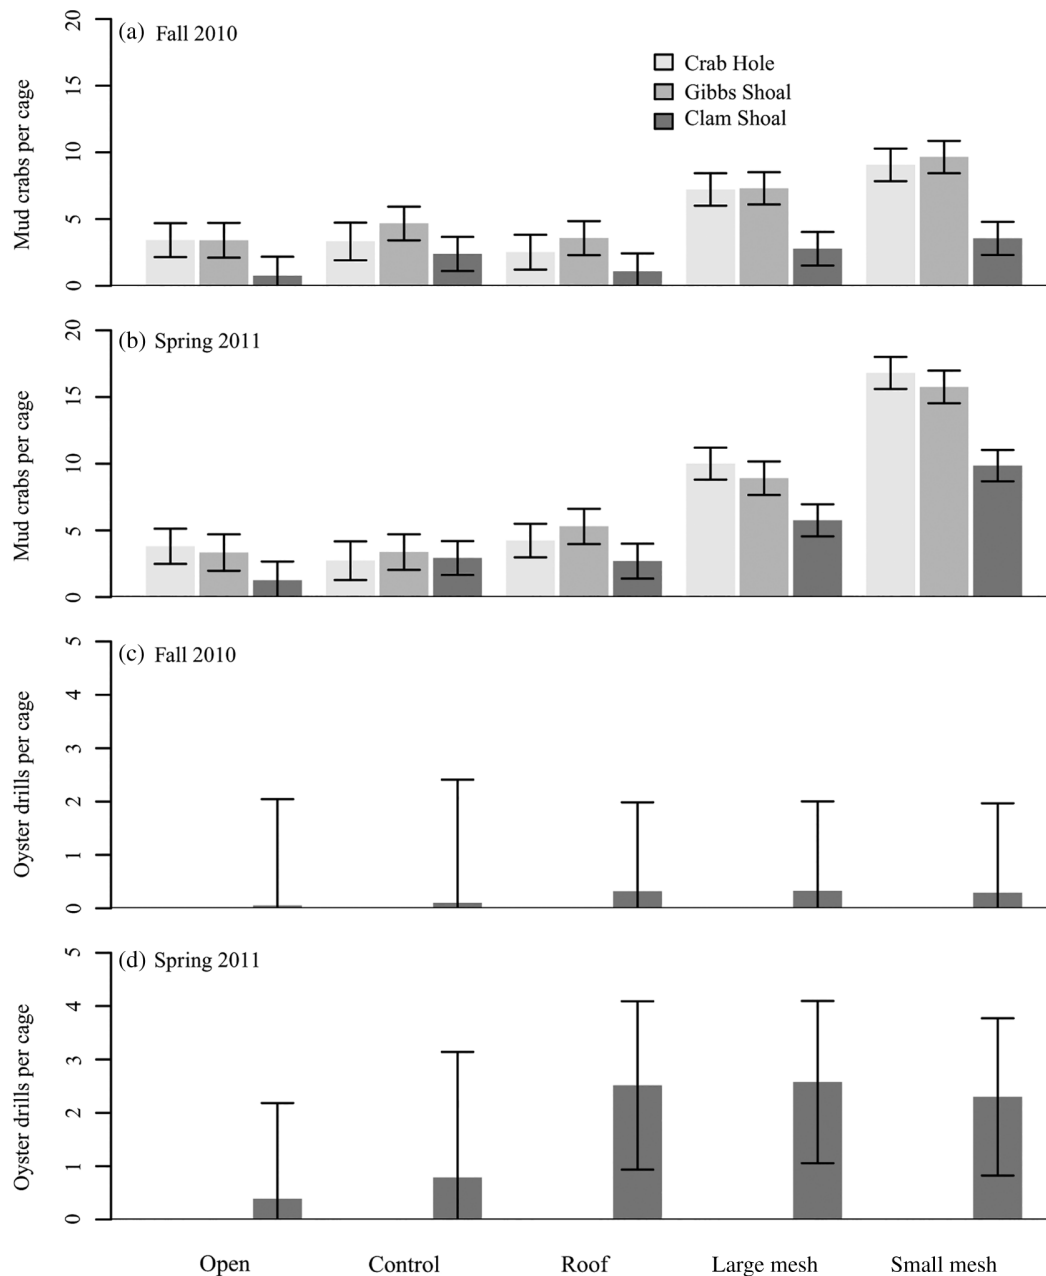 (a) Fall 2010
Mud crabs per cage
20
15
10
5
0
Crab Hole
Gibbs Shoal
Clam Shoal
(b) Spring 2011
Mud crabs per cage
20
15
10
5
0
(c) Fall 2010
Oyster drills per cage
5
4
3
2
1
0
(d) Spring 2011
Oyster drills per cage
5
4
3
2
1
0
Open Control Roof Large mesh Small mesh